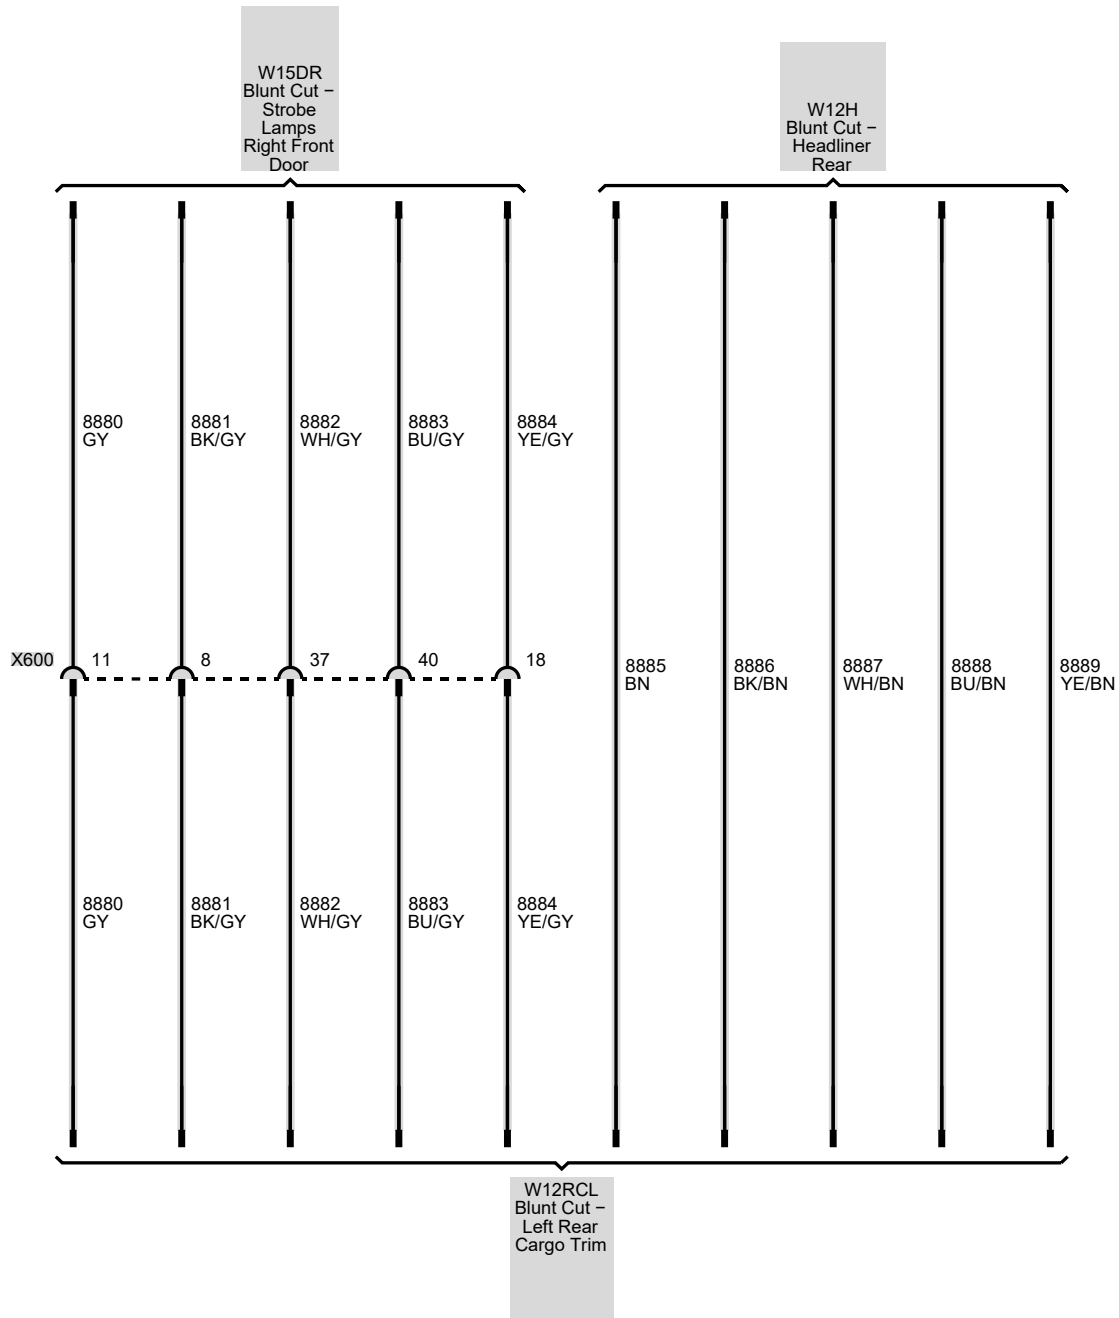 W15DR
Blunt Cut −
Strobe
Lamps
Right Front
Door
W12H
Blunt Cut −
Headliner
Rear
8880
GY
8881
BK/GY
8882
WH/GY
8883
BU/GY
8884
YE/GY
X600
11
8
37
40
18
8885
BN
8886
BK/BN
8887
WH/BN
8888
BU/BN
8889
YE/BN
8880
GY
8881
BK/GY
8882
WH/GY
8883
BU/GY
8884
YE/GY
W12RCL
Blunt Cut −
Left Rear
Cargo Trim